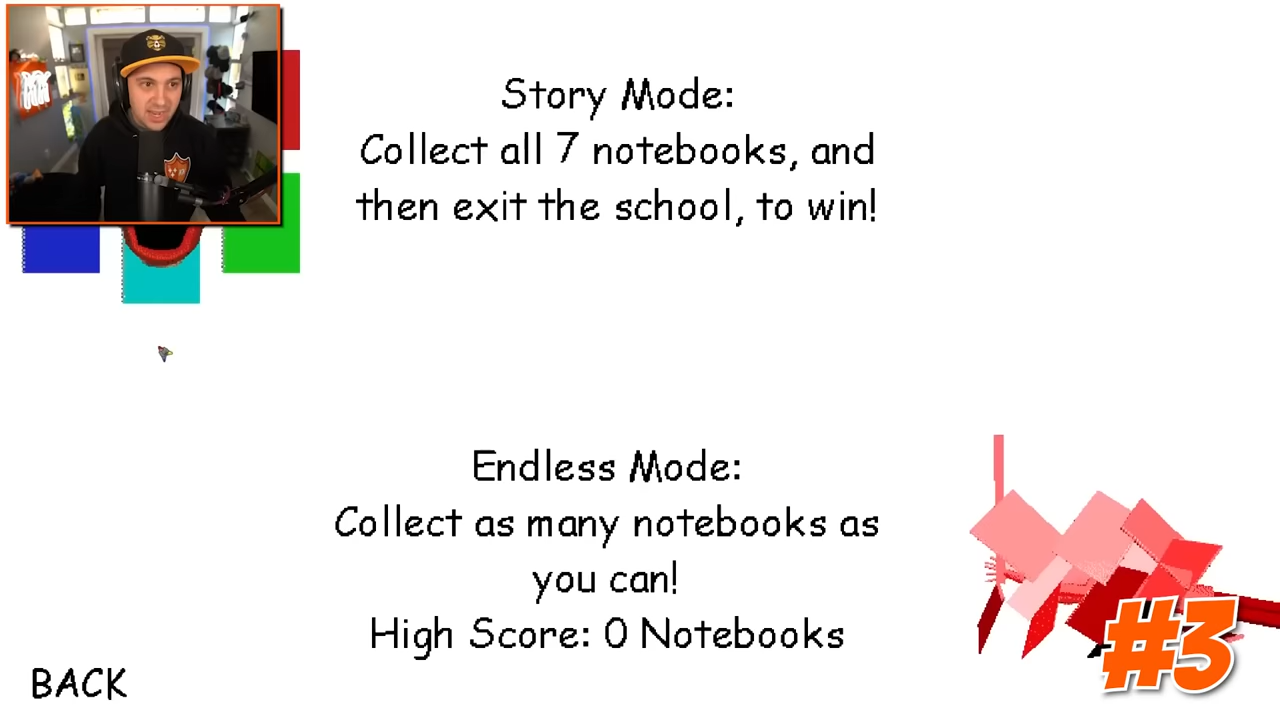 Story Mode:
Collect all 7 notebooks, and
then exit the school, to win!
Endless Mode:
Collect as many notebooks as
you can!
High Score: 0 Notebooks
BACK
#3